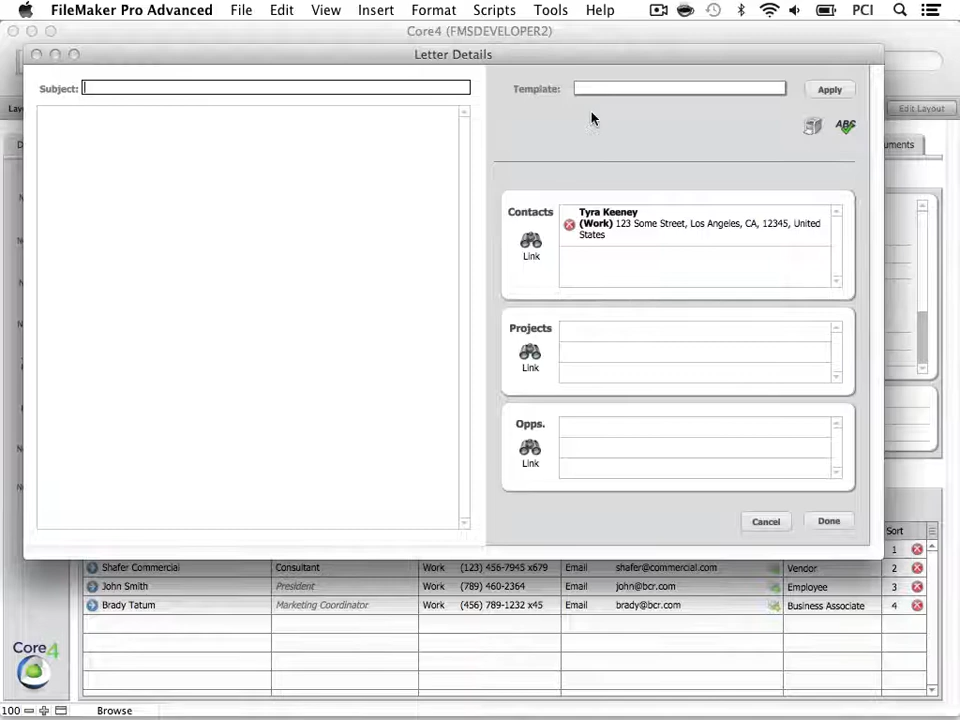 FileMaker Pro Advanced File Edit View Insert Format Scripts Tools Help PCI
Core4 (FMSDEVELOPER2)
Letter Details
Subject:
Template:
Apply
Edit Layout
ABC
Contacts
Link
Tyra Keeney
(Work) 123 Some Street, Los Angeles, CA, 12345, United
States
Projects
Link
Opps.
Link
Cancel
Done
Sort
1
Shafer Commercial Consultant Work (123) 456-7945 x679 Email shafer@commercial.com Vendor 2
John Smith President Work (789) 460-2364 Email john@bcr.com Employee 3
Brady Tatum Marketing Coordinator Work (456) 789-1232 x45 Email brady@bcr.com Business Associate 4
Core4
100 Browse